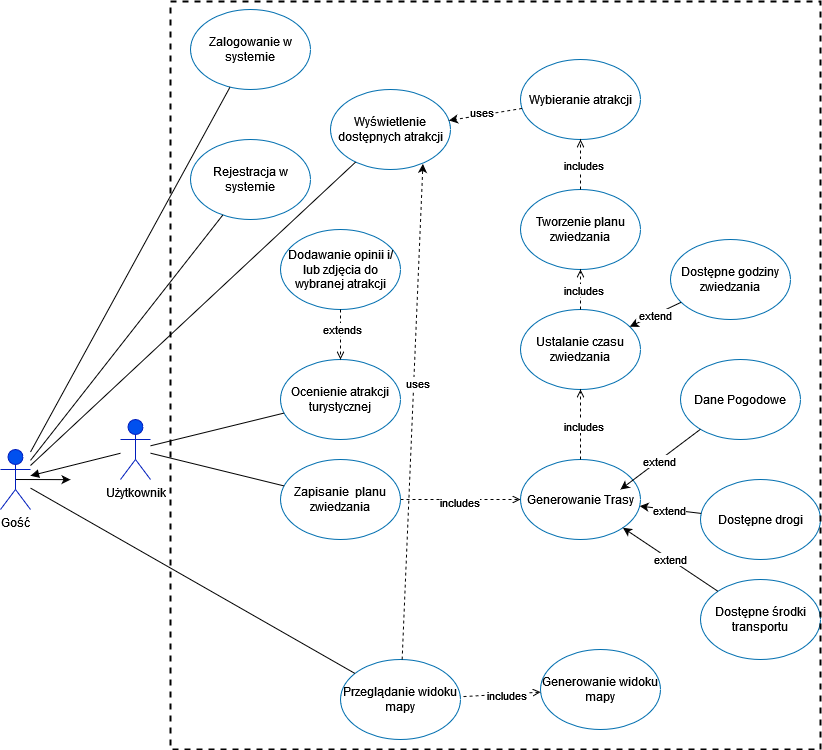 Zalogowanie w
systemie
Wyświetlenie
dostępnych atrakcji
uses
Wybieranie atrakcji
includes
Rejestracja w
systemie
Tworzenie planu
zwiedzania
Dodawanie opinii i/
lub zdjęcia do
wybranej atrakcji
Dostępne godziny
zwiedzania
includes
extend
extends
Ustalanie czasu
zwiedzania
uses
Ocenienie atrakcji
turystycznej
Dane Pogodowe
includes
extend
Użytkownik
Zapisanie planu
zwiedzania
includes
Generowanie Trasy
extend
Dostępne drogi
Gość
extend
Dostępne środki
transportu
Przeglądanie widoku
mapy
includes
Generowanie widoku
mapy